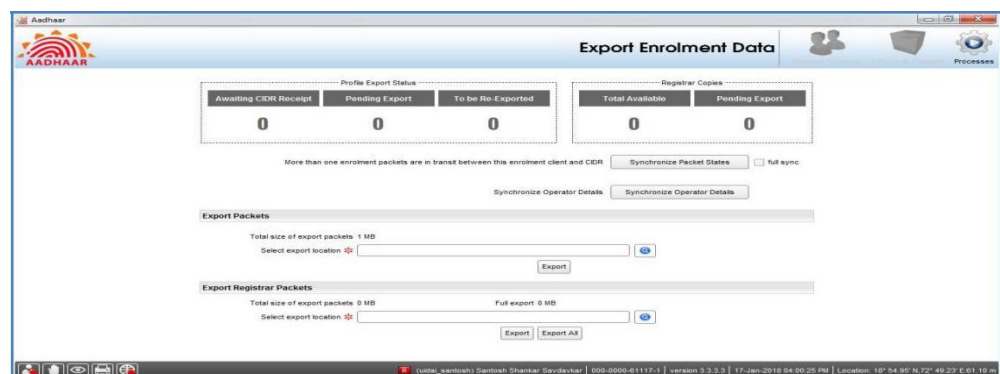 Aadhaar
AADHAAR
Export Enrolment Data
Processes
Profile Export Status
Registrar Copies
Awaiting CIDR Receipt Pending Export To be Re-Exported Total Available Pending Export
0 0 0 0 0
More than one enrolment packets are in transit between this enrolment client and CIDR Synchronize Packet States full sync
Synchronize Operator Details Synchronize Operator Details
Export Packets
Total size of export packets 1 MB
Select export location
Export
Export Registrar Packets
Total size of export packets 0 MB Full export 0 MB
Select export location
Export Export All
R (uidai_santosh) Santosh Shankar Savdavkar | 000-0000-61117-1 | version 3.3.3.3 | 17-Jan-2016 04:00:25 PM | Location: 18° 54.95' N,72° 49.23' E:61.10 m